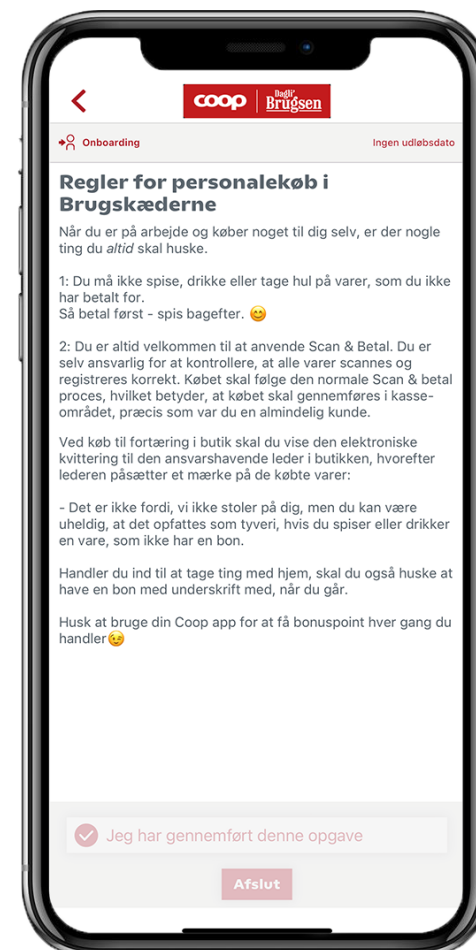 coop
Dagli'
Brugsen
Onboarding
Ingen udløbsdato
Regler for personalekøb i
Brugskæderne
Når du er på arbejde og køber noget til dig selv, er der nogle
ting du altid skal huske.
1: Du må ikke spise, drikke eller tage hul på varer, som du ikke
har betalt for.
Så betal først - spis bagefter. 😊
2: Du er altid velkommen til at anvende Scan & Betal. Du er
selv ansvarlig for at kontrollere, at alle varer scannes og
registreres korrekt. Købet skal følge den normale Scan & betal
proces, hvilket betyder, at købet skal gennemføres i kasse-
området, præcis som var du en almindelig kunde.
Ved køb til fortæring i butik skal du vise den elektroniske
kvittering til den ansvarshavende leder i butikken, hvorefter
lederen påsætter et mærke på de købte varer:
- Det er ikke fordi, vi ikke stoler på dig, men du kan være
uheldig, at det opfattes som tyveri, hvis du spiser eller drikker
en vare, som ikke har en bon.
Handler du ind til at tage ting med hjem, skal du også huske at
have en bon med underskrift med, når du går.
Husk at bruge din Coop app for at få bonuspoint hver gang du
handler😉
Jeg har gennemført denne opgave
Afslut